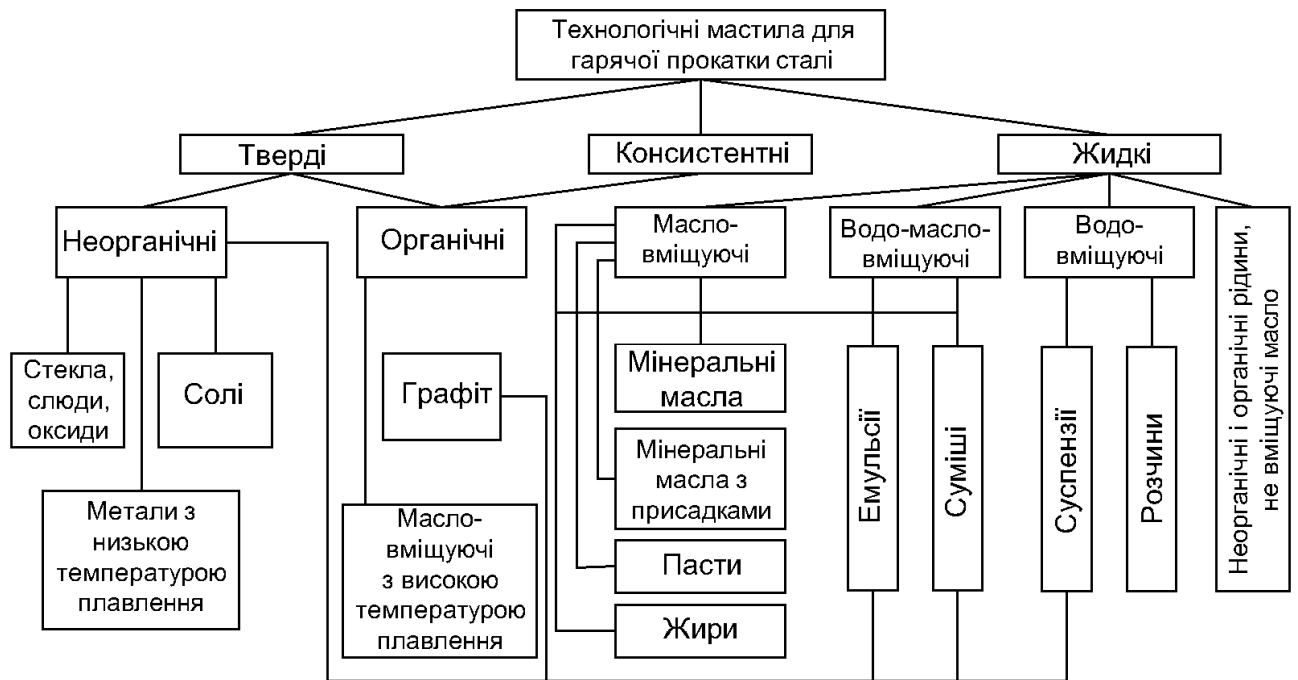 Технологічні мастила для
гарячої прокатки сталі
Тверді
Консистентні
Жидкі
Неорганічні
Органічні
Масло-
вміщуючі
Водо-масло-
вміщуючі
Водо-
вміщуючі
Неорганічні і органічні рідини,
не вміщуючі масло
Стекла,
слюди,
оксиди
Солі
Графіт
Мінеральні
масла
Емульсії
Суміші
Суспензії
Розчини
Мінеральні
масла з
присадками
Метали з
низькою
температурою
плавлення
Масло-
вміщуючі
з високою
температурою
плавлення
Пасти
Жири